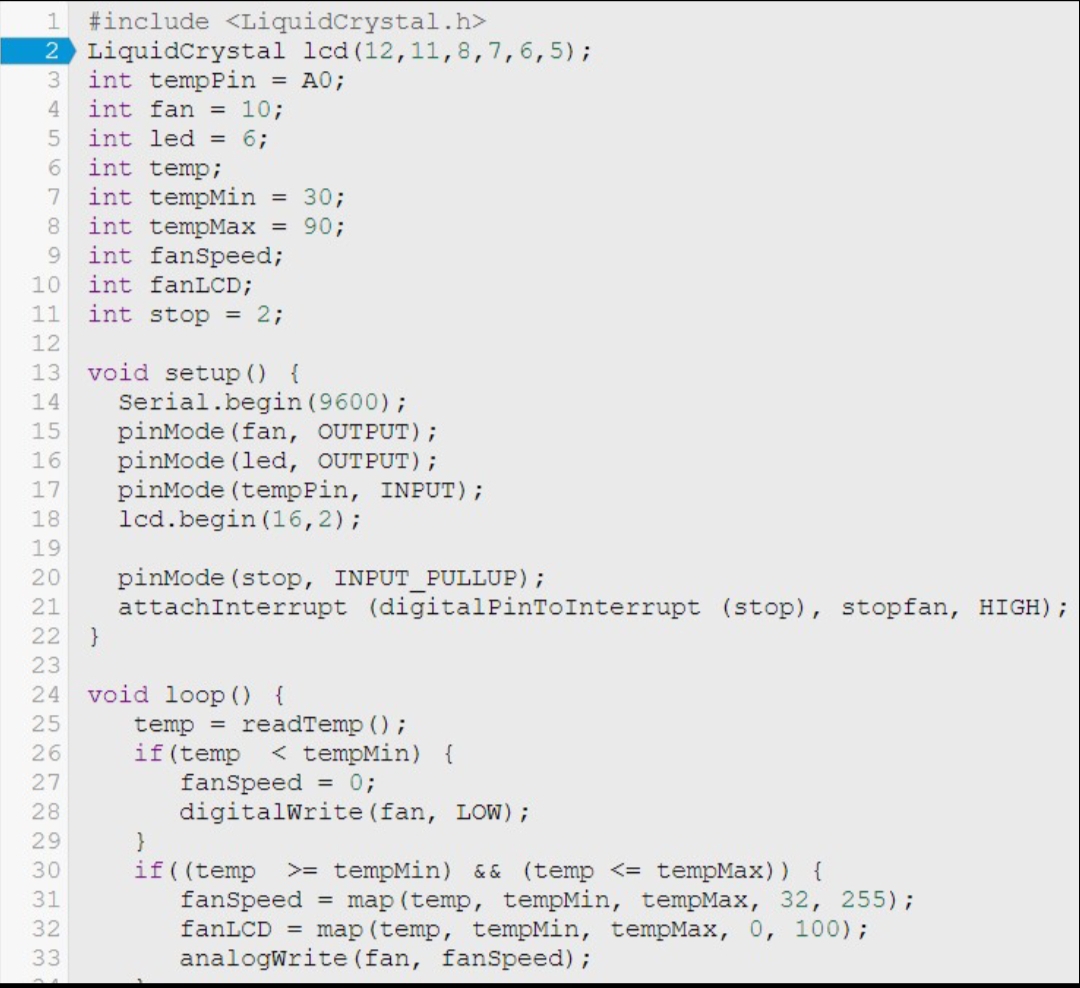 1 #include <LiquidCrystal.h>
2 LiquidCrystal lcd(12,11,8,7,6,5);
3 int tempPin = A0;
4 int fan = 10;
5 int led = 6;
6 int temp;
7 int tempMin = 30;
8 int tempMax = 90;
9 int fanSpeed;
10 int fanLCD;
11 int stop = 2;
12
13 void setup() {
14   Serial.begin(9600);
15   pinMode(fan, OUTPUT);
16   pinMode(led, OUTPUT);
17   pinMode(tempPin, INPUT);
18   lcd.begin(16,2);
19
20   pinMode(stop, INPUT_PULLUP);
21   attachInterrupt (digitalPinToInterrupt (stop), stopfan, HIGH);
22 }
23
24 void loop() {
25    temp = readTemp();
26    if(temp  < tempMin) {
27       fanSpeed = 0;
28       digitalWrite(fan, LOW);
29    }
30    if((temp  >= tempMin) && (temp <= tempMax)) {
31       fanSpeed = map(temp, tempMin, tempMax, 32, 255);
32       fanLCD = map(temp, tempMin, tempMax, 0, 100);
33       analogWrite(fan, fanSpeed);